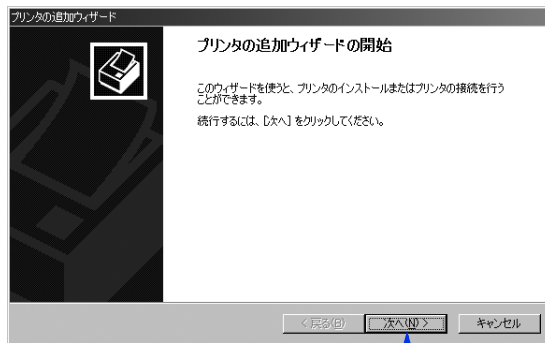 プリンタの追加ウィザード
プリンタの追加ウィザードの開始
このウィザードを使うと、プリンタのインストールまたはプリンタの接続を行う
ことができます。
続行するには、[次へ] をクリックしてください。
< 戻る(B)
次へ(N) >
キャンセル